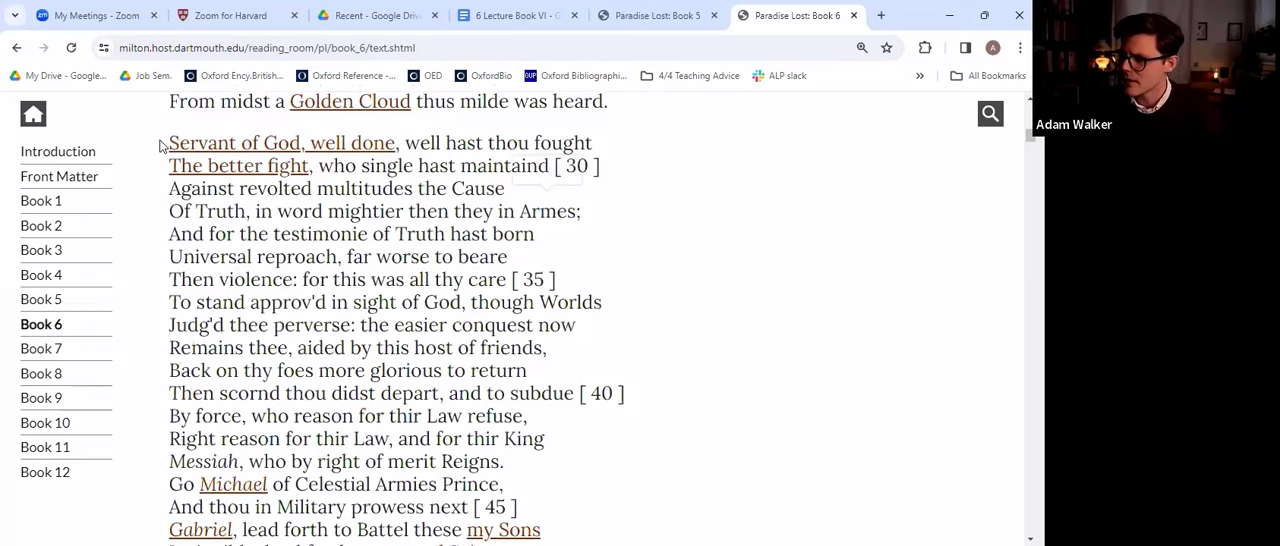 My Meetings - Zoom
Zoom for Harvard
Recent - Google Driv
6 Lecture Book VI - G
Paradise Lost: Book 5
Paradise Lost: Book 6
milton.host.dartmouth.edu/reading_room/pl/book_6/text.shtml
A
My Drive - Google...
Job Sem.
Oxford Ency.British...
Oxford Reference -...
OED
OxfordBio
Oxford Bibliographi...
4/4 Teaching Advice
ALP slack
»
All Bookmarks
Adam Walker
Introduction
Front Matter
Book 1
Book 2
Book 3
Book 4
Book 5
Book 6
Book 7
Book 8
Book 9
Book 10
Book 11
Book 12
From midst a Golden Cloud thus milde was heard.
Servant of God, well done, well hast thou fought
The better fight, who single hast maintaind [ 30 ]
Against revolted multitudes the Cause
Of Truth, in word mightier then they in Armes;
And for the testimonie of Truth hast born
Universal reproach, far worse to beare
Then violence: for this was all thy care [ 35 ]
To stand approv'd in sight of God, though Worlds
Judg'd thee perverse: the easier conquest now
Remains thee, aided by this host of friends,
Back on thy foes more glorious to return
Then scornd thou didst depart, and to subdue [ 40 ]
By force, who reason for thir Law refuse,
Right reason for thir Law, and for thir King
Messiah, who by right of merit Reigns.
Go Michael of Celestial Armies Prince,
And thou in Military prowess next [ 45 ]
Gabriel, lead forth to Battel these my Sons